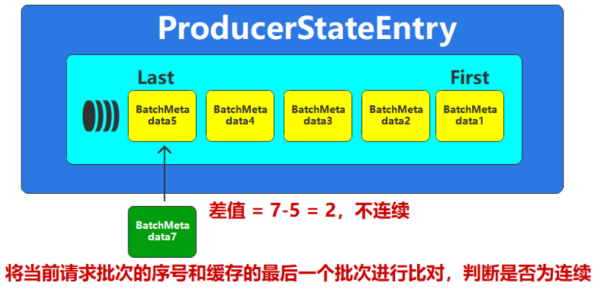 ProducerStateEntry
Last
First
BatchMeta
data5
BatchMeta
data4
BatchMeta
data3
BatchMeta
data2
BatchMeta
data1
差值 = 7-5 = 2，不连续
BatchMeta
data7
将当前请求批次的序号和缓存的最后一个批次进行比对，判断是否为连续